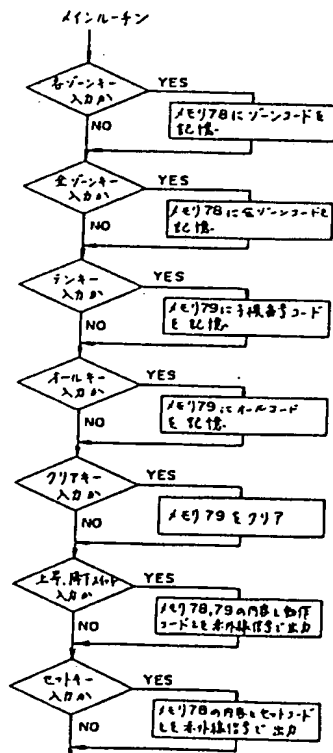 メインルーチン
各ゾーンキー
入力か
YES
メモリ78にゾーンコードを
記憶.
NO
全ゾーンキー
入力か
YES
メモリ78に全ゾーンコードを
記憶.
NO
テンキー
入力か
YES
メモリ79に子機番号コード
を記憶.
NO
オールキー
入力か
YES
メモリ79にオールコード
を記憶.
NO
クリアキー
入力か
YES
メモリ79をクリア
NO
上昇、降下スイッチ
入力か
YES
メモリ78,79の内容と動作
コードとを赤外線信号で出力
NO
セットキー
入力か
YES
メモリ78の内容とセットコード
とを赤外線信号で出力
NO